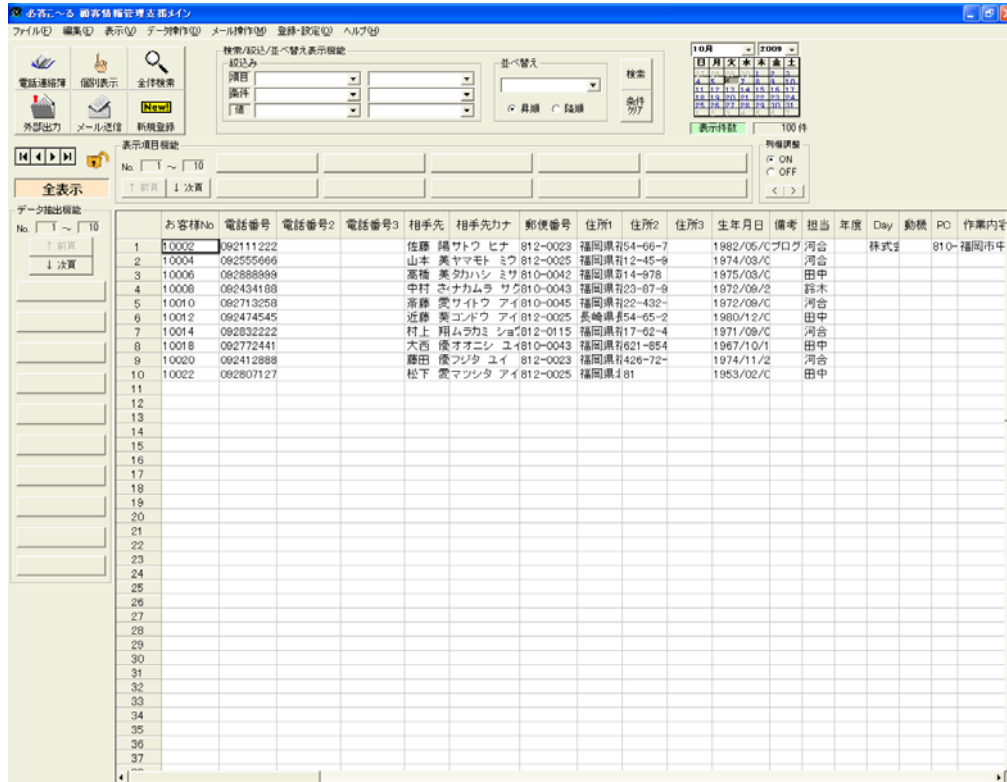 必答こ～る 顧客情報管理支援メイン
ファイル(F) 編集(E) 表示(V) データ操作(D) メール操作(M) 登録・設定(O) ヘルプ(H)
電話連絡簿 個別表示 全体検索
外部出力 メール送信 New! 新規登録
検索/絞込/並べ替え表示機能
絞込み
項目
条件
値
並べ替え
昇順 降順
検索
条件クリア
10月 2009
日 月 火 水 木 金 土
表示件数 100 件
全表示
表示項目機能
No. 1 ～ 10
↑ 前頁 ↓ 次頁
列幅調整
ON
OFF
< >
データ抽出機能
No. 1 ～ 10
↑ 前頁
↓ 次頁
お客様No 電話番号 電話番号2 電話番号3 相手先 相手先カナ 郵便番号 住所1 住所2 住所3 生年月日 備考 担当 年度 Day 動機 PC 作業内容
1 10002 092111222 佐藤 陽 サトウ ヒナ 812-0023 福岡県 54-66-7 1982/05/0 ブログ 河合 株式会 810- 福岡市中
2 10004 092555666 山本 美 ヤマモト ミウ 812-0025 福岡県 12-45-9 1974/03/0 河合
3 10006 092888999 高橋 美 タカハシ ミサ 810-0042 福岡県 14-978 1975/03/0 田中
4 10008 092434188 中村 さ ナカムラ サク 810-0043 福岡県 23-87-9 1972/09/2 鈴木
5 10010 092713258 斎藤 愛 サイトウ アイ 810-0045 福岡県 22-432- 1972/09/0 河合
6 10012 092474545 近藤 葵 コンドウ アイ 812-0025 長崎県 54-65-2 1980/12/0 田中
7 10014 092832222 村上 翔 ムラカミ ショウ 812-0115 福岡県 17-62-4 1971/09/0 河合
8 10018 092772441 大西 優 オオニシ ユイ 810-0043 福岡県 621-854 1967/10/1 田中
9 10020 092412888 藤田 優 フジタ ユイ 812-0023 福岡県 426-72- 1974/11/2 河合
10 10022 092807127 松下 愛 マツシタ アイ 812-0025 福岡県 81 1953/02/0 田中
11
12
13
14
15
16
17
18
19
20
21
22
23
24
25
26
27
28
29
30
31
32
33
34
35
36
37